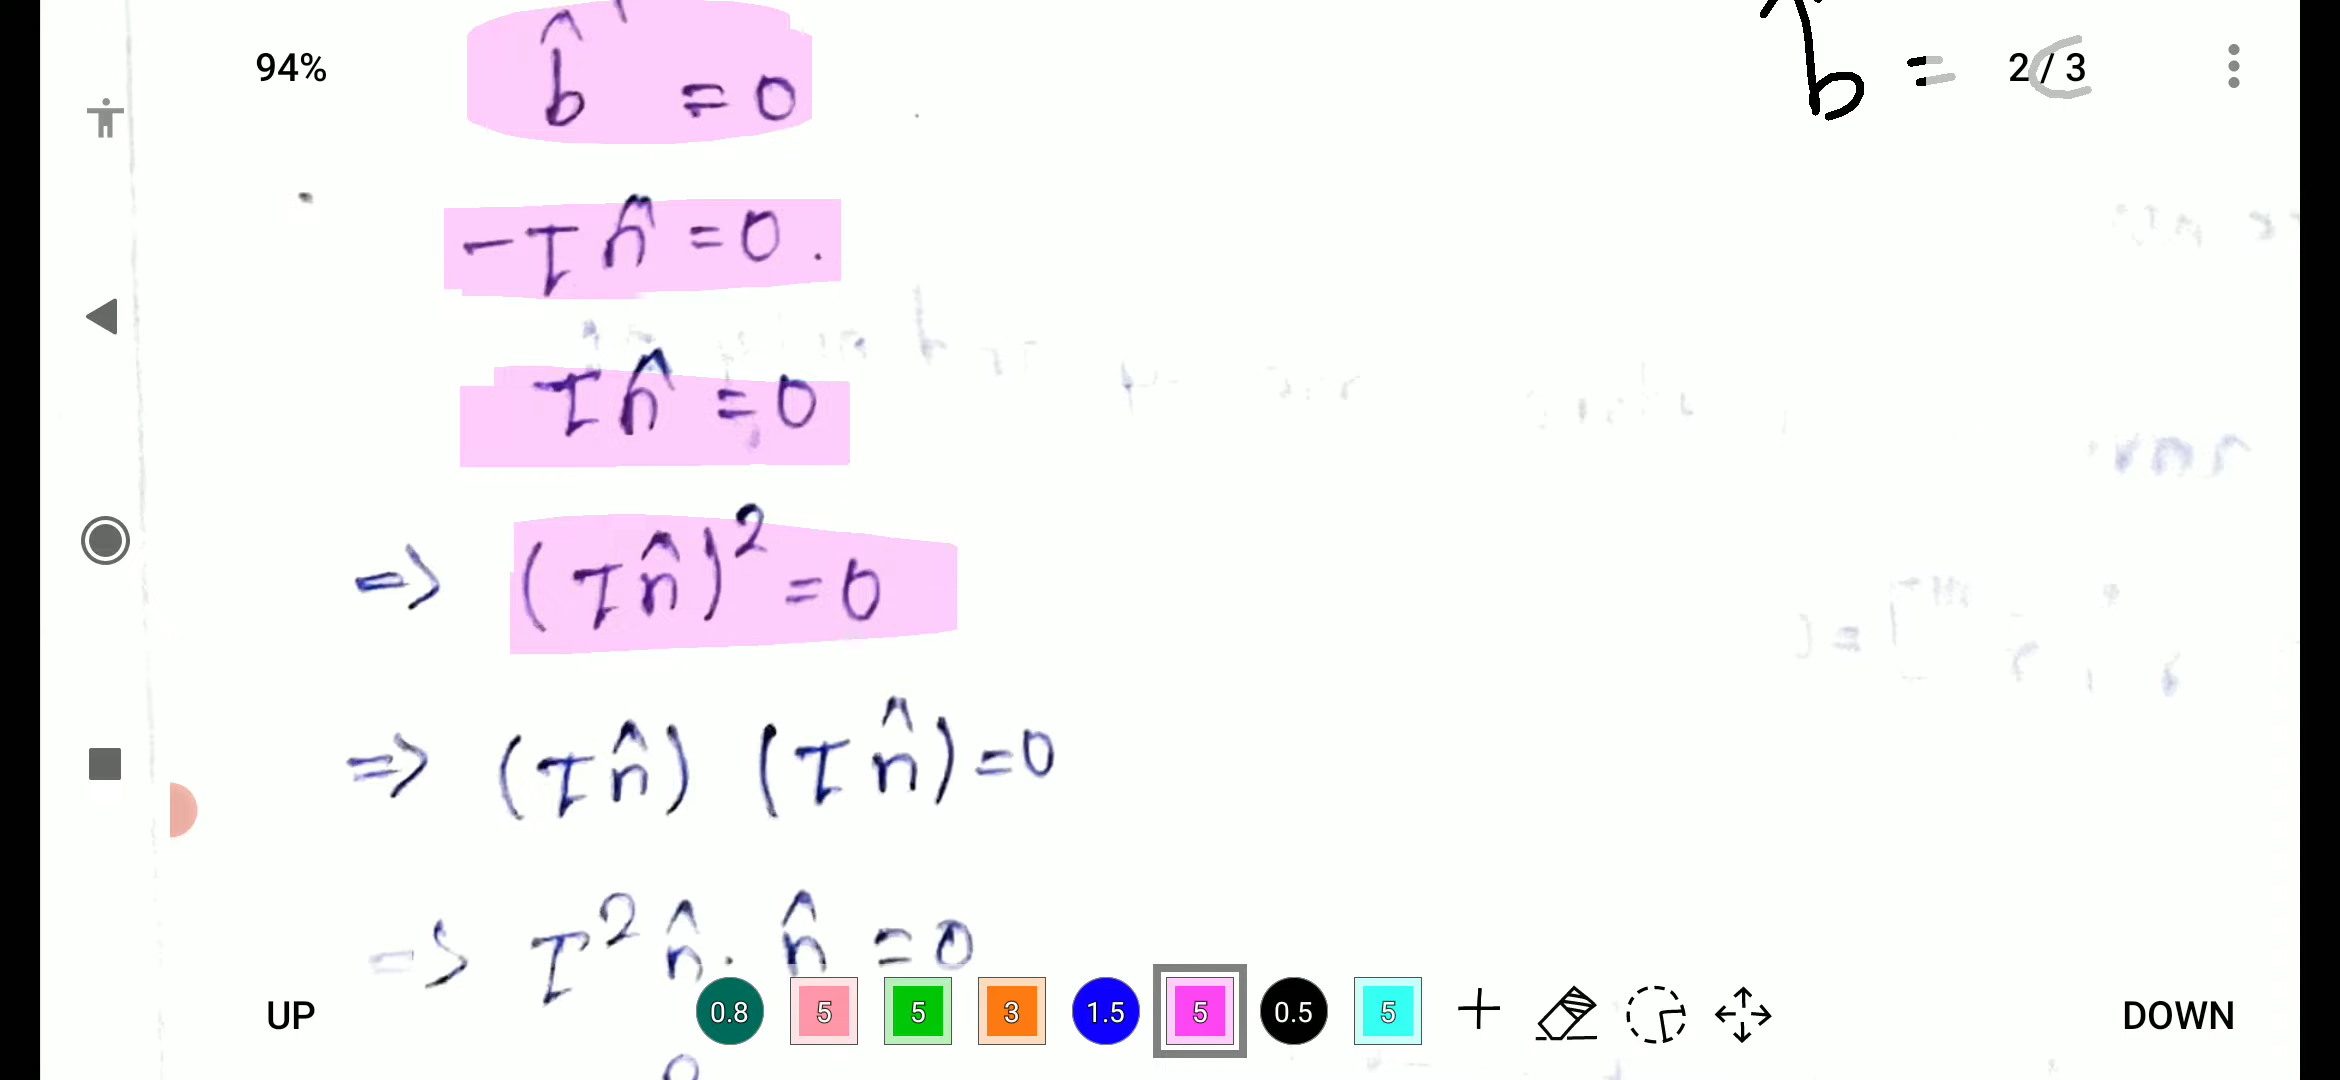 94%
b̂' = 0
b = 2/3
-τ n̂ = 0.
τ n̂ = 0
=> (τ n̂)² = 0
=> (τ n̂) (τ n̂) = 0
=> τ² n̂ . n̂ = 0
UP 0.8 5 5 3 1.5 5 0.5 5 DOWN